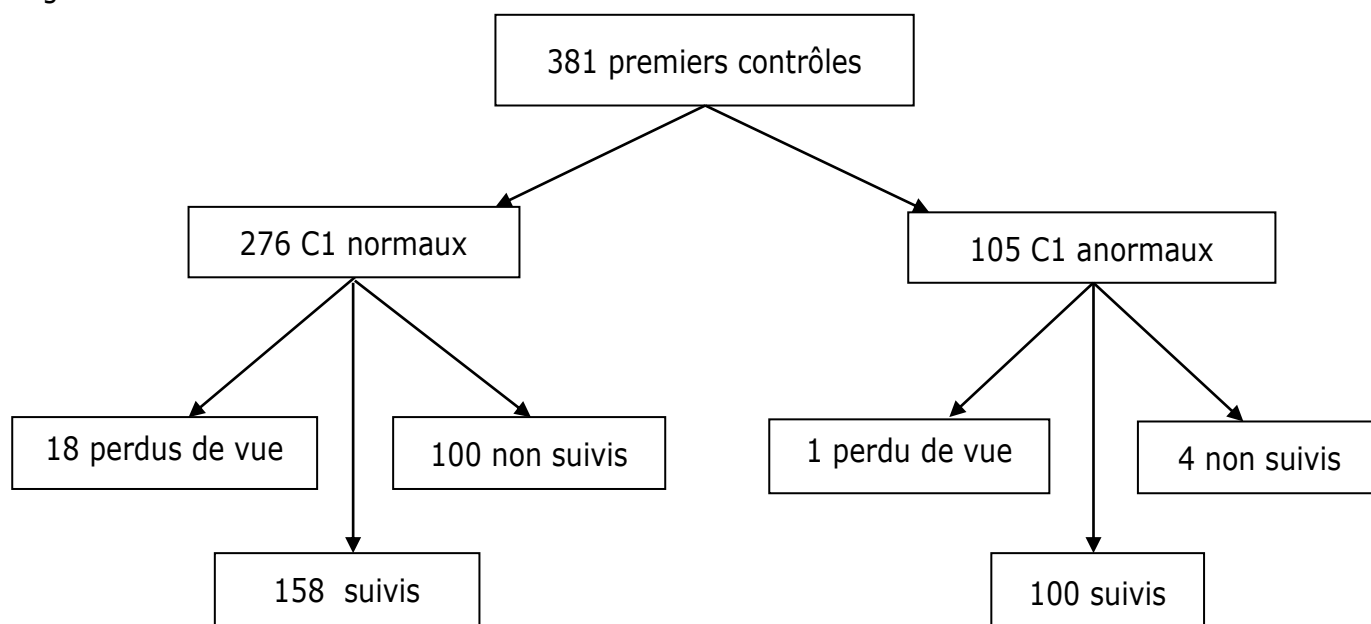 381 premiers contrôles
276 C1 normaux
105 C1 anormaux
18 perdus de vue
100 non suivis
1 perdu de vue
4 non suivis
158 suivis
100 suivis